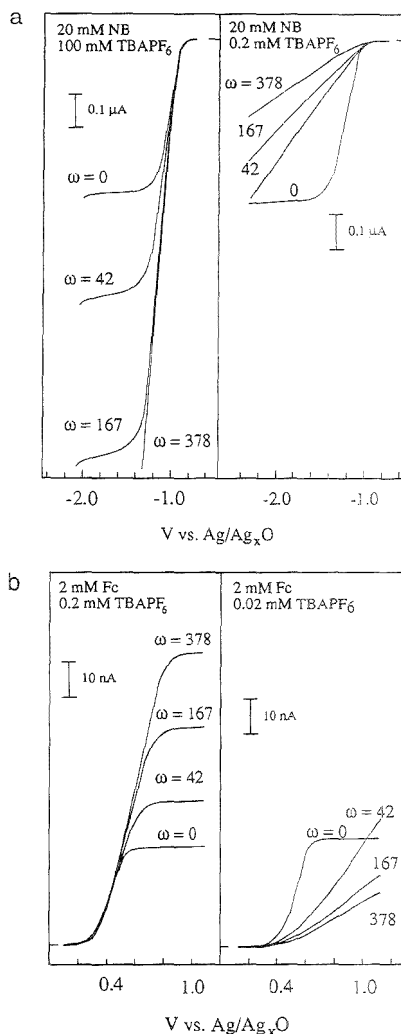 a
20 mM NB
100 mM TBAPF6
0.1 µA
ω = 0
ω = 42
ω = 167
ω = 378
-2.0 -1.0
20 mM NB
0.2 mM TBAPF6
ω = 378
167
42
0
0.1 µA
-2.0 -1.0
V vs. Ag/AgxO
b
2 mM Fc
0.2 mM TBAPF6
10 nA
ω = 378
ω = 167
ω = 42
ω = 0
0.4 1.0
2 mM Fc
0.02 mM TBAPF6
10 nA
ω = 42
ω = 0
167
378
0.4 1.0
V vs. Ag/AgxO